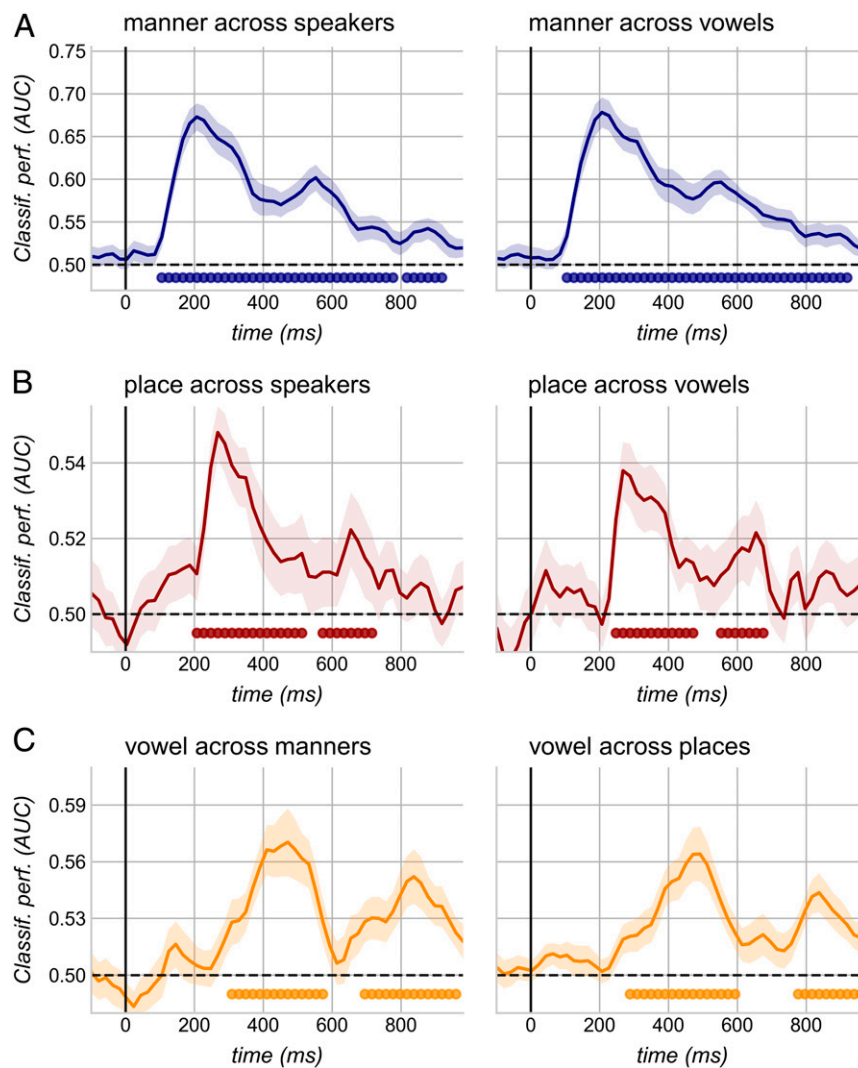 A
manner across speakers
manner across vowels
Classif. perf. (AUC)
0.75
0.70
0.65
0.60
0.55
0.50
0 200 400 600 800
0 200 400 600 800
time (ms)
time (ms)
B
place across speakers
place across vowels
Classif. perf. (AUC)
0.54
0.52
0.50
0 200 400 600 800
0 200 400 600 800
time (ms)
time (ms)
C
vowel across manners
vowel across places
Classif. perf. (AUC)
0.59
0.56
0.53
0.50
0 200 400 600 800
0 200 400 600 800
time (ms)
time (ms)